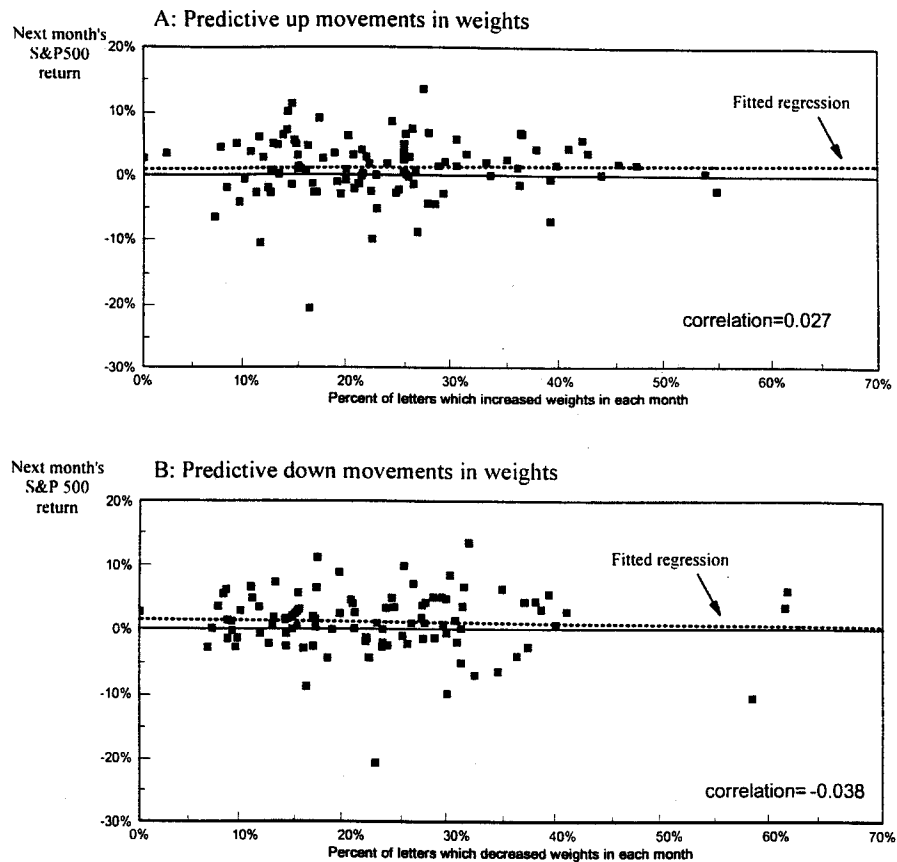 A: Predictive up movements in weights
Next month's
S&P500
return
20%
10%
0%
-10%
-20%
-30%
Fitted regression
correlation=0.027
0% 10% 20% 30% 40% 50% 60% 70%
Percent of letters which increased weights in each month
B: Predictive down movements in weights
Next month's
S&P 500
return
20%
10%
0%
-10%
-20%
-30%
Fitted regression
correlation= -0.038
0% 10% 20% 30% 40% 50% 60% 70%
Percent of letters which decreased weights in each month